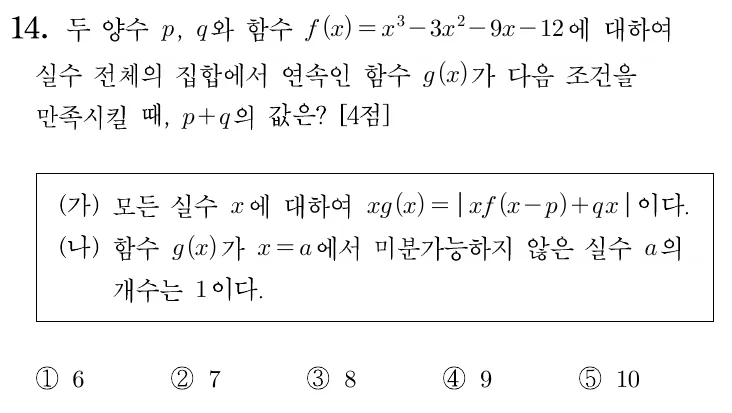 14. 두 양수 p, q와 함수 f(x)=x³-3x²-9x-12에 대하여
실수 전체의 집합에서 연속인 함수 g(x)가 다음 조건을
만족시킬 때, p+q의 값은? [4점]
(가) 모든 실수 x에 대하여 xg(x)=|xf(x-p)+qx|이다.
(나) 함수 g(x)가 x=a에서 미분가능하지 않은 실수 a의
개수는 1이다.
① 6 ② 7 ③ 8 ④ 9 ⑤ 10